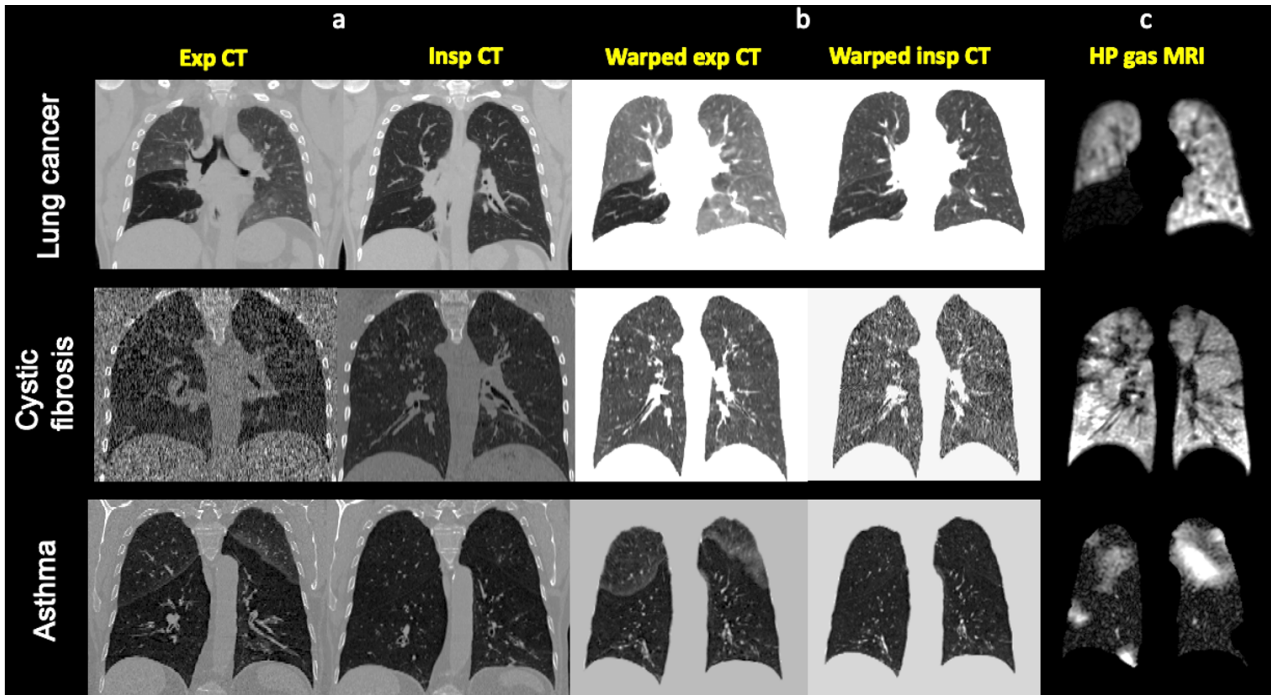 a
b
c
Exp CT
Insp CT
Warped exp CT
Warped insp CT
HP gas MRI
Lung cancer
Cystic
fibrosis
Asthma